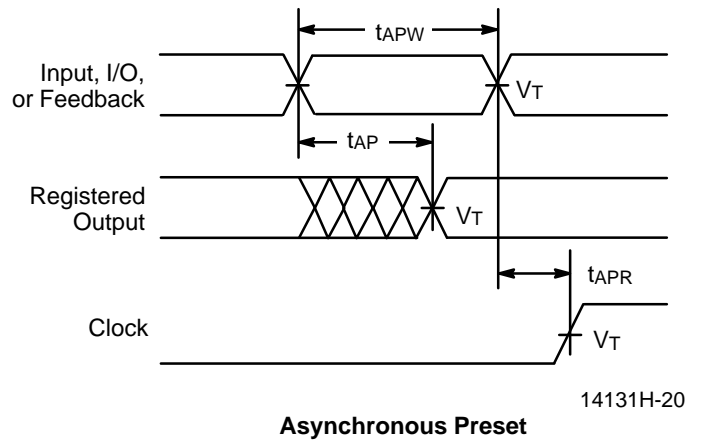 tAPW
Input, I/O,
or Feedback
VT
tAP
Registered
Output
VT
tAPR
Clock
VT
14131H-20
Asynchronous Preset